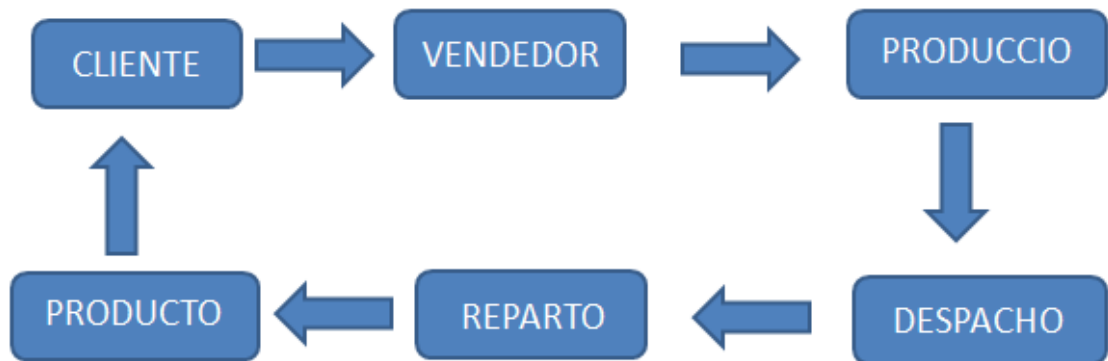 CLIENTE
VENDEDOR
PRODUCCIO
DESPACHO
REPARTO
PRODUCTO